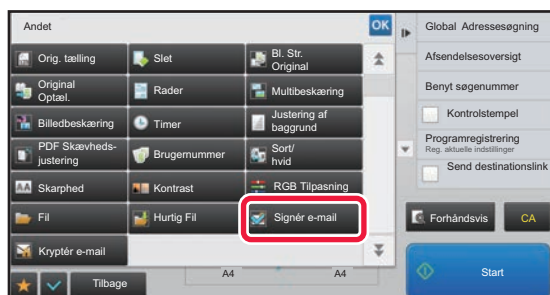 Andet
OK
Orig. tælling
Slet
Bl. Str.
Original
Original
Optæl.
Rader
Multibeskæring
Billedbeskæring
Timer
Justering af
baggrund
PDF Skævheds-
justering
Brugernummer
Sort/
hvid
Skarphed
Kontrast
RGB Tilpasning
Fil
Hurtig Fil
Signér e-mail
Kryptér e-mail
Tilbage
A4
A4
Global Adressesøgning
Afsendelsesoversigt
Benyt søgenummer
Kontrolstempel
Programregistrering
Reg. aktuelle indstillinger
Send destinationslink
Forhåndsvis
CA
Start